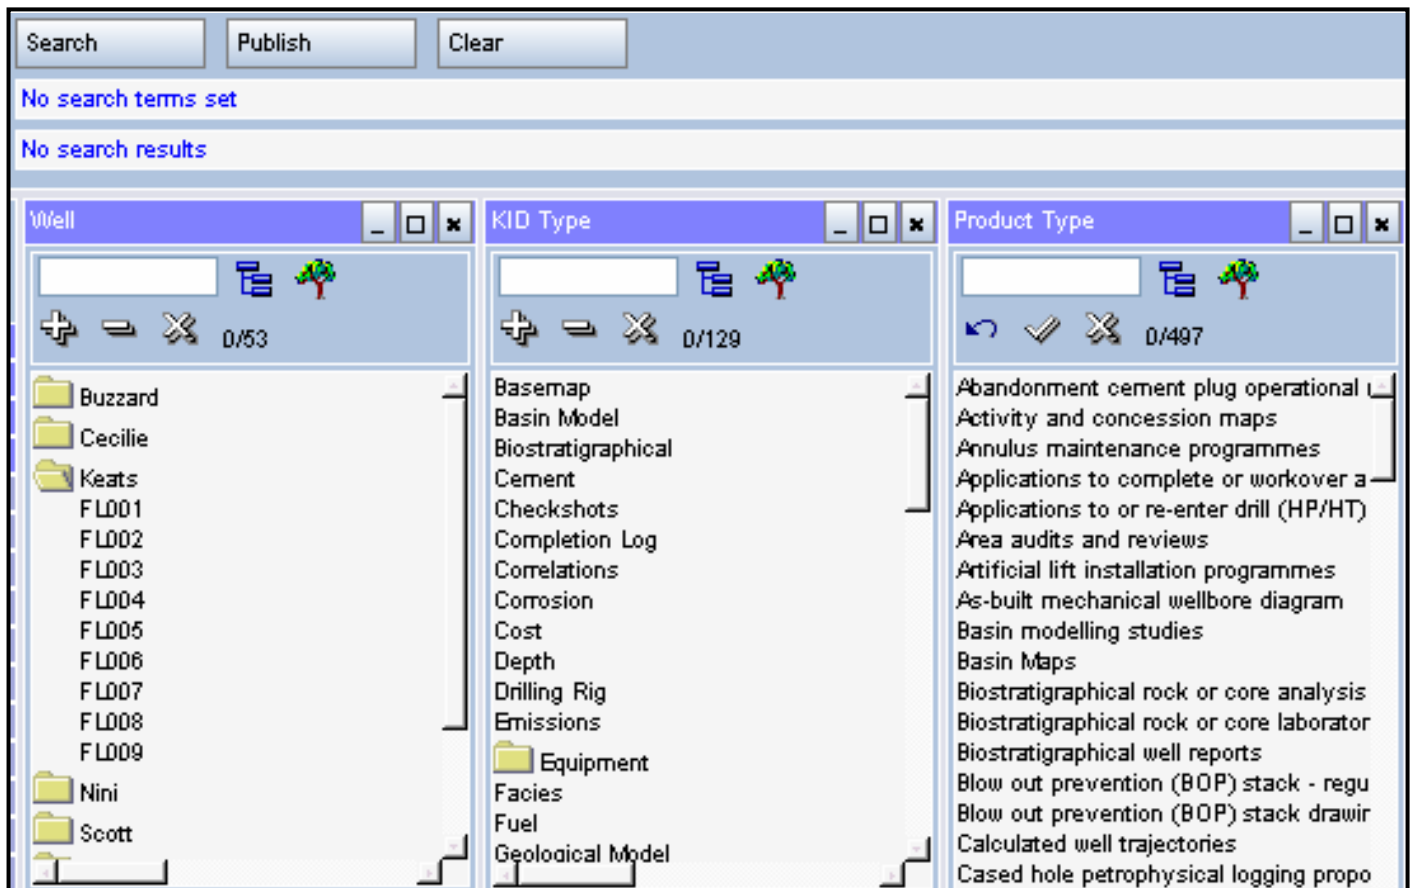 Search Publish Clear
No search terms set
No search results
Well
0/53
Buzzard
Cecilie
Keats
FL001
FL002
FL003
FL004
FL005
FL006
FL007
FL008
FL009
Nini
Scott
KID Type
0/129
Basemap
Basin Model
Biostratigraphical
Cement
Checkshots
Completion Log
Correlations
Corrosion
Cost
Depth
Drilling Rig
Emissions
Equipment
Facies
Fuel
Geological Model
Product Type
0/497
Abandonment cement plug operational
Activity and concession maps
Annulus maintenance programmes
Applications to complete or workover a
Applications to or re-enter drill (HP/HT)
Area audits and reviews
Artificial lift installation programmes
As-built mechanical wellbore diagram
Basin modelling studies
Basin Maps
Biostratigraphical rock or core analysis
Biostratigraphical rock or core laborator
Biostratigraphical well reports
Blow out prevention (BOP) stack - regu
Blow out prevention (BOP) stack drawin
Calculated well trajectories
Cased hole petrophysical logging propo